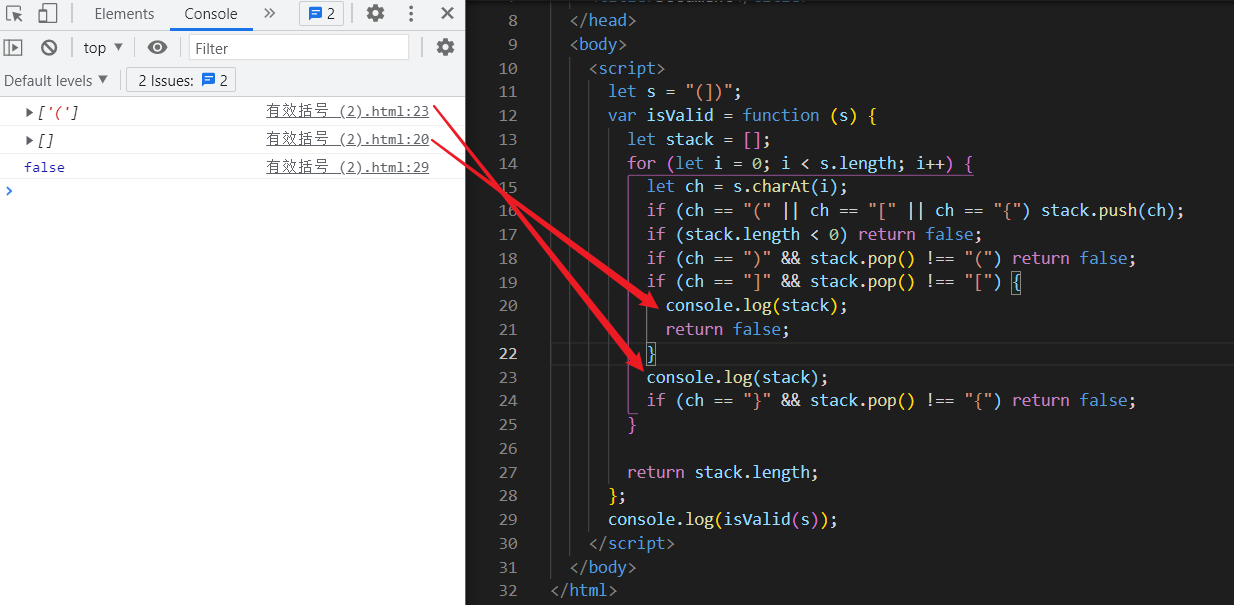 Elements Console 2
top Filter
Default levels 2 Issues: 2
['('] 有效括号 (2).html:23
[] 有效括号 (2).html:20
false 有效括号 (2).html:29
8 </head>
9 <body>
10 <script>
11 let s = "(])";
12 var isValid = function (s) {
13 let stack = [];
14 for (let i = 0; i < s.length; i++) {
15 let ch = s.charAt(i);
16 if (ch == "(" || ch == "[" || ch == "{") stack.push(ch);
17 if (stack.length < 0) return false;
18 if (ch == ")" && stack.pop() !== "(") return false;
19 if (ch == "]" && stack.pop() !== "[") {
20 console.log(stack);
21 return false;
22 }
23 console.log(stack);
24 if (ch == "}" && stack.pop() !== "{") return false;
25 }
26
27 return stack.length;
28 };
29 console.log(isValid(s));
30 </script>
31 </body>
32 </html>